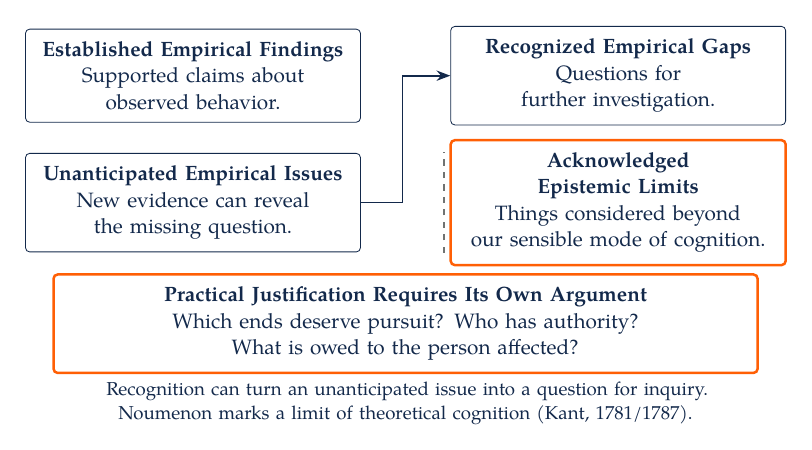 Established Empirical Findings
Supported claims about
observed behavior.
Recognized Empirical Gaps
Questions for
further investigation.
Unanticipated Empirical Issues
New evidence can reveal
the missing question.
Acknowledged
Epistemic Limits
Things considered beyond
our sensible mode of cognition.
Practical Justification Requires Its Own Argument
Which ends deserve pursuit? Who has authority?
What is owed to the person affected?
Recognition can turn an unanticipated issue into a question for inquiry.
Noumenon marks a limit of theoretical cognition (Kant, 1781/1787).